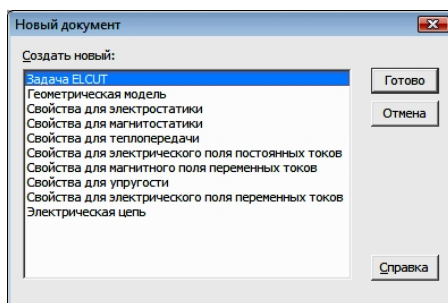 Новый документ
Создать новый:
Задача ELCUT
Геометрическая модель
Свойства для электростатики
Свойства для магнитостатики
Свойства для теплопередачи
Свойства для электрического поля постоянных токов
Свойства для магнитного поля переменных токов
Свойства для упругости
Свойства для электрического поля переменных токов
Электрическая цепь
Готово
Отмена
Справка